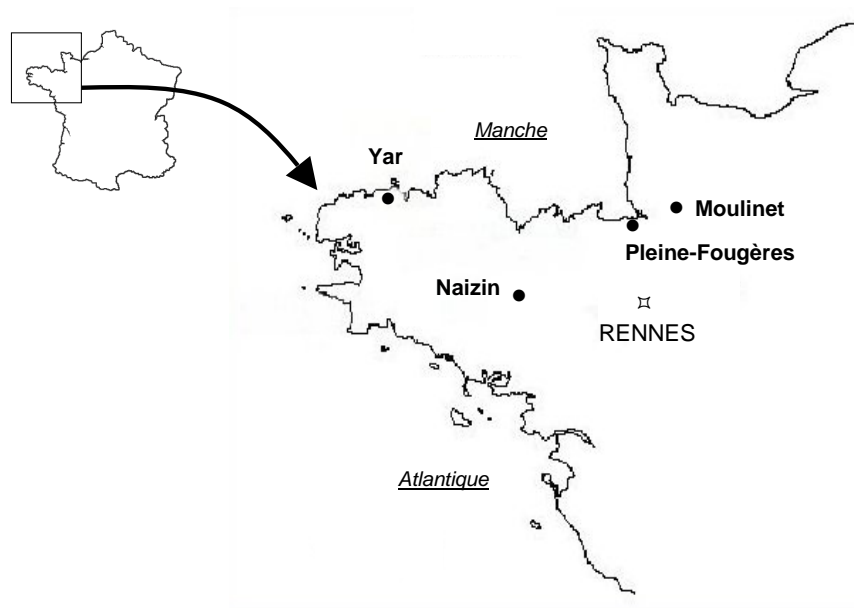 Manche
Yar
Moulinet
Pleine-Fougères
Naizin
RENNES
Atlantique